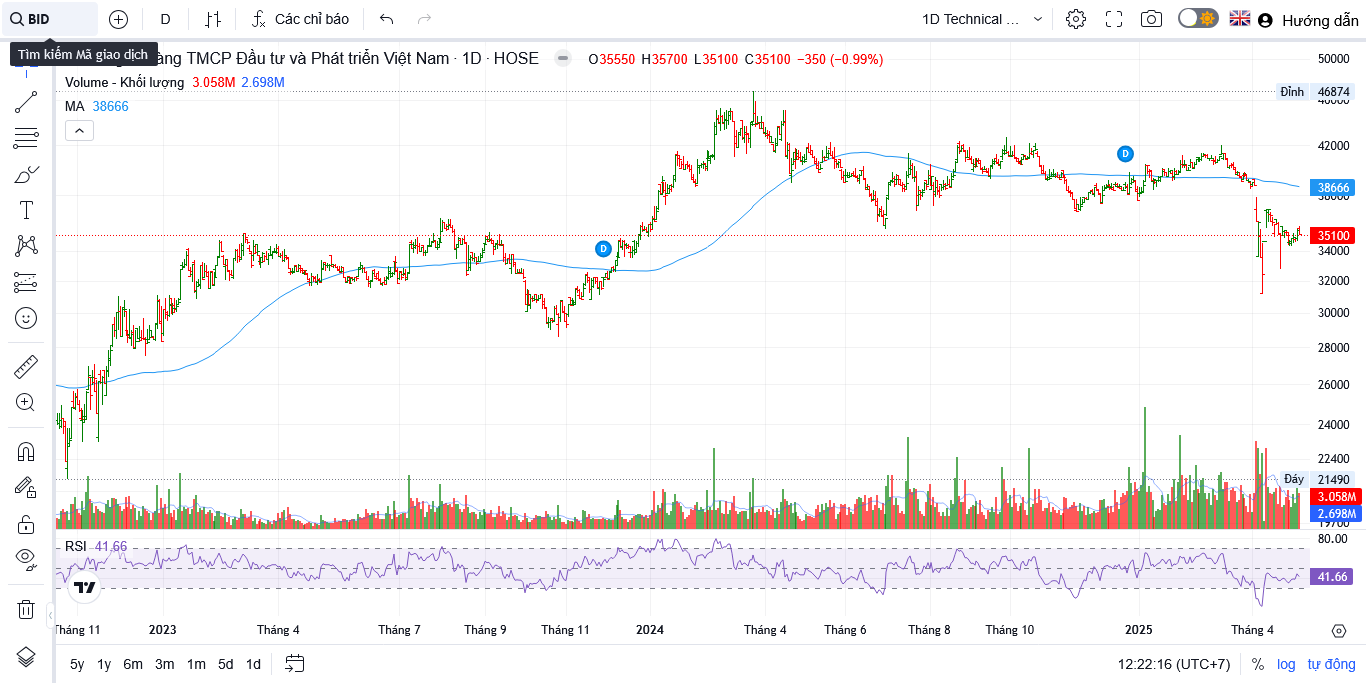 BID
D
Các chỉ báo
1D Technical ...
Hướng dẫn
Tìm kiếm Mã giao dịch
àng TMCP Đầu tư và Phát triển Việt Nam · 1D · HOSE
O35550 H35700 L35100 C35100 −350 (−0.99%)
Volume - Khối lượng 3.058M 2.698M
MA 38666
50000
Đỉnh 46874
42000
38666
35100
34000
32000
30000
28000
26000
24000
22400
Đáy 21490
3.058M
2.698M
19700
RSI 41.66
80.00
41.66
D
D
Tháng 11 2023 Tháng 4 Tháng 7 Tháng 9 Tháng 11 2024 Tháng 4 Tháng 6 Tháng 8 Tháng 10 2025 Tháng 4
5y 1y 6m 3m 1m 5d 1d
12:22:16 (UTC+7) % log tự động